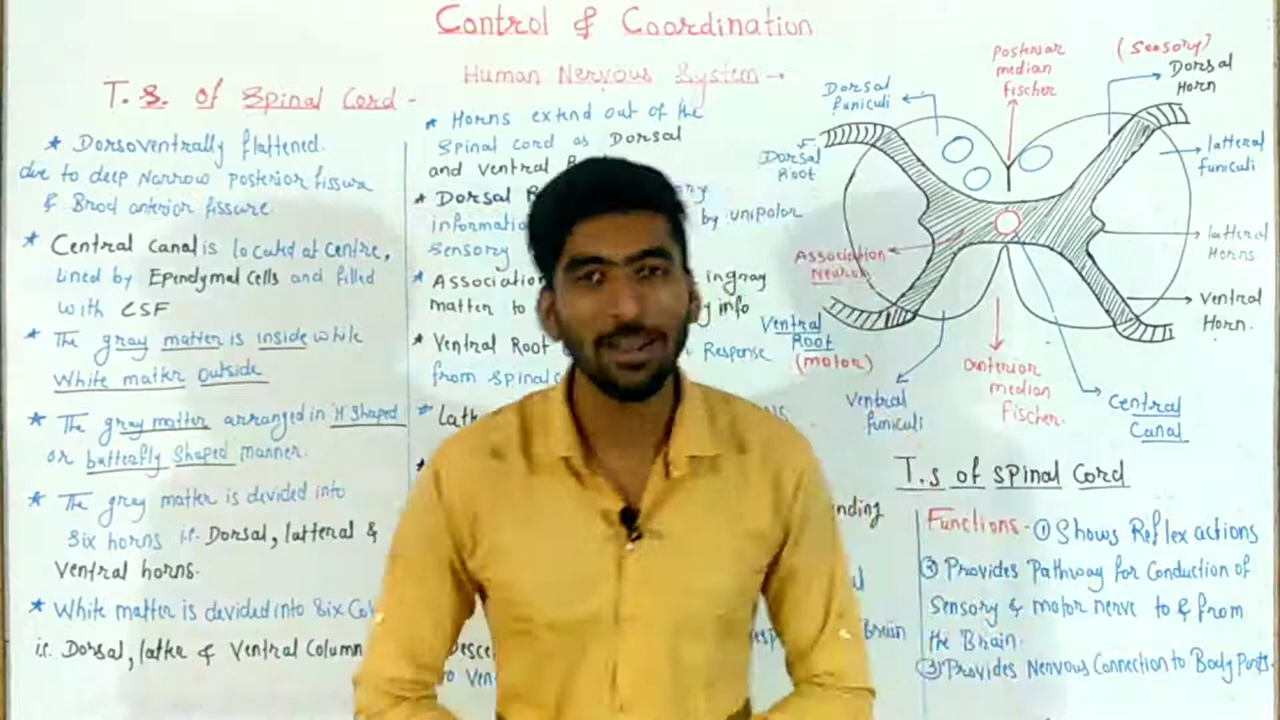 Control & Coordination
Human Nervous System →
T. S. of Spinal Cord -
★ Dorsoventrally flattened.
due to deep Narrow posterior fissure
& Brod anterior fissure.
★ Central Canal is located at centre,
Lined by Ependymal Cells and filled
with CSF
★ The gray matter is inside while
White matter outside
★ The gray matter arranged in 'H' Shaped
or butterfly Shaped manner.
★ The gray matter is divided into
Six horns i.e. Dorsal, latteral &
Ventral horns.
★ White matter is divided into Six
i.e. Dorsal, latter & Ventral Column
★ Horns extend out of the
Spinal cord as Dorsal
and ventral
★ Dorsal
by unipolar
Sensory
★ Association ingray
matter to info
★ Ventral Root Response
from spinal
nding
Brain
Posterior
median
fischer
(Sensory)
Dorsal
Horn
Dorsal
funiculi
latteral
funiculi
Dorsal
Root
latteral
Horns
Association
Neural
Ventral
Horn.
Ventral
Root
(motor)
anterior
median
Fischer.
Ventral
funiculi
Central
Canal
T.s of spinal Cord
Functions - ① Shows Reflex actions
② Provides Pathway for Conduction of
Sensory & motor nerve to & from
the Brain.
③ Provides Nervous Connection to Body Parts.